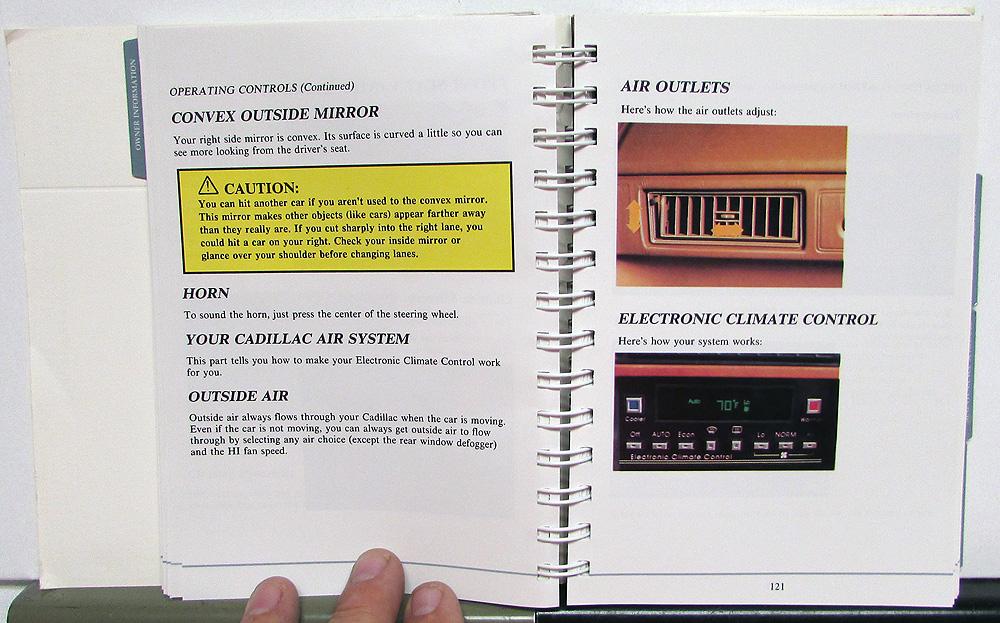 OWNER INFORMATION
OPERATING CONTROLS (Continued)
CONVEX OUTSIDE MIRROR
Your right side mirror is convex. Its surface is curved a little so you can
see more looking from the driver's seat.
CAUTION:
You can hit another car if you aren't used to the convex mirror.
This mirror makes other objects (like cars) appear farther away
than they really are. If you cut sharply into the right lane, you
could hit a car on your right. Check your inside mirror or
glance over your shoulder before changing lanes.
HORN
To sound the horn, just press the center of the steering wheel.
YOUR CADILLAC AIR SYSTEM
This part tells you how to make your Electronic Climate Control work
for you.
OUTSIDE AIR
Outside air always flows through your Cadillac when the car is moving.
Even if the car is not moving, you can always get outside air to flow
through by selecting any air choice (except the rear window defogger)
and the HI fan speed.
AIR OUTLETS
Here's how the air outlets adjust:
ELECTRONIC CLIMATE CONTROL
Here's how your system works:
Auto 70°F Lo
Cooler
Off AUTO Econ Lo NORM
Electronic Climate Control
121